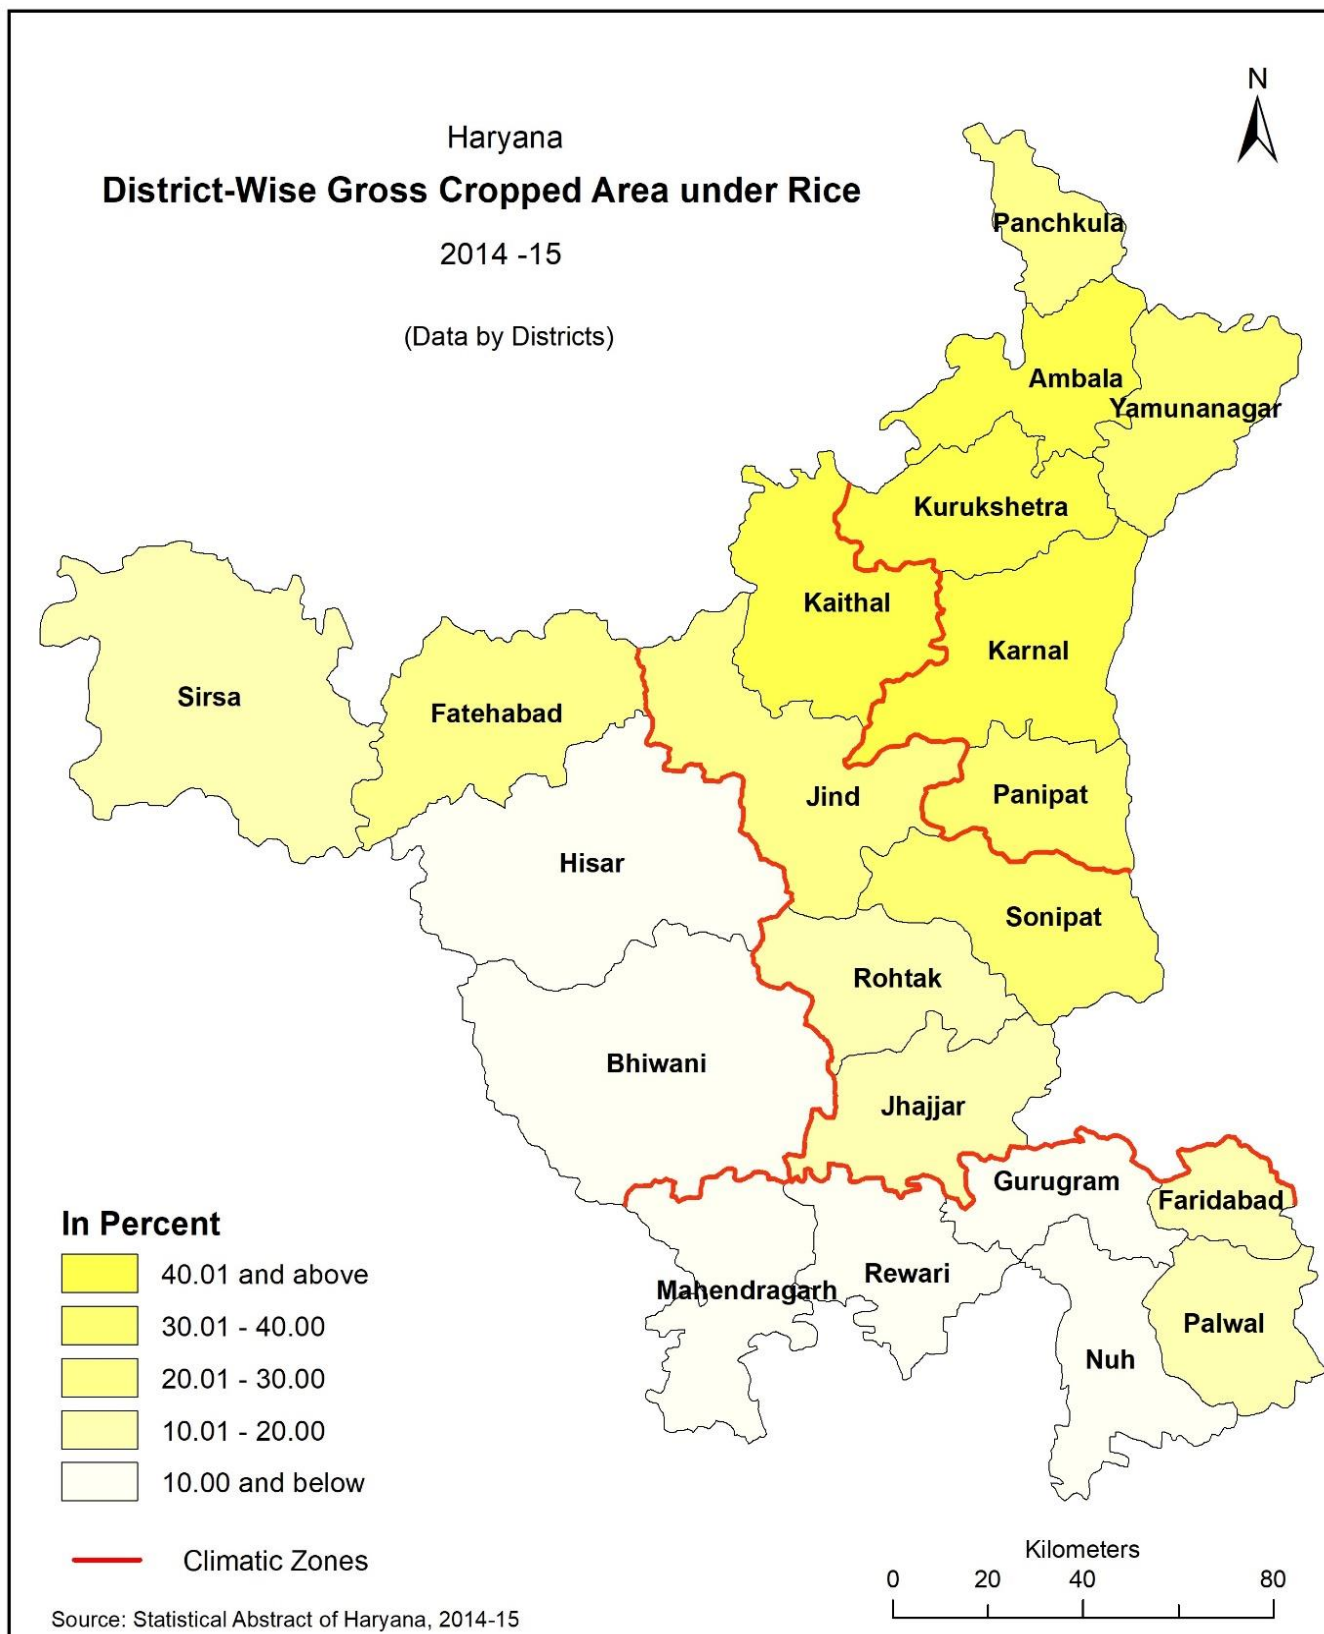 N
Haryana
District-Wise Gross Cropped Area under Rice
2014 -15
(Data by Districts)
Panchkula
Ambala
Yamunanagar
Kurukshetra
Kaithal
Karnal
Sirsa
Fatehabad
Jind
Panipat
Hisar
Sonipat
Rohtak
Bhiwani
Jhajjar
Gurugram
Faridabad
Mahendragarh
Rewari
Nuh
Palwal
In Percent
40.01 and above
30.01 - 40.00
20.01 - 30.00
10.01 - 20.00
10.00 and below
Climatic Zones
Kilometers
0 20 40 80
Source: Statistical Abstract of Haryana, 2014-15